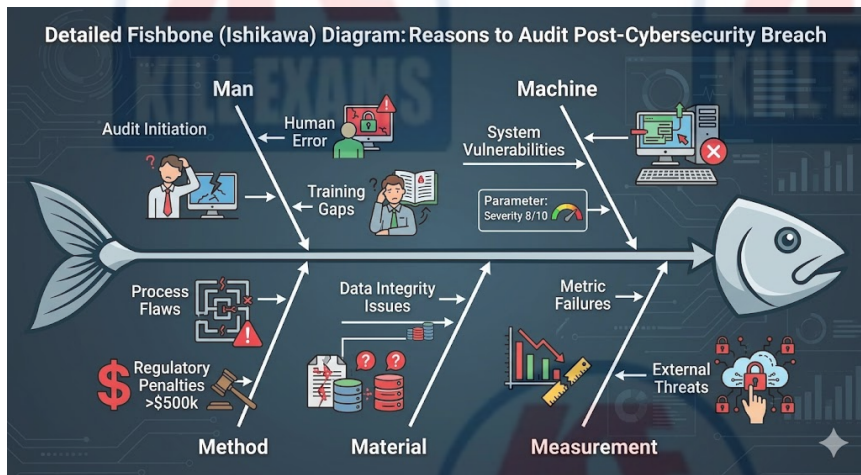 Detailed Fishbone (Ishikawa) Diagram: Reasons to Audit Post-Cybersecurity Breach
KILL EXAMS
Man
Machine
Audit Initiation
Human
Error
Training
Gaps
System
Vulnerabilities
Parameter:
Severity 8/10
Process
Flaws
Regulatory
Penalties
>$500k
Data Integrity
Issues
Metric
Failures
External
Threats
Method
Material
Measurement